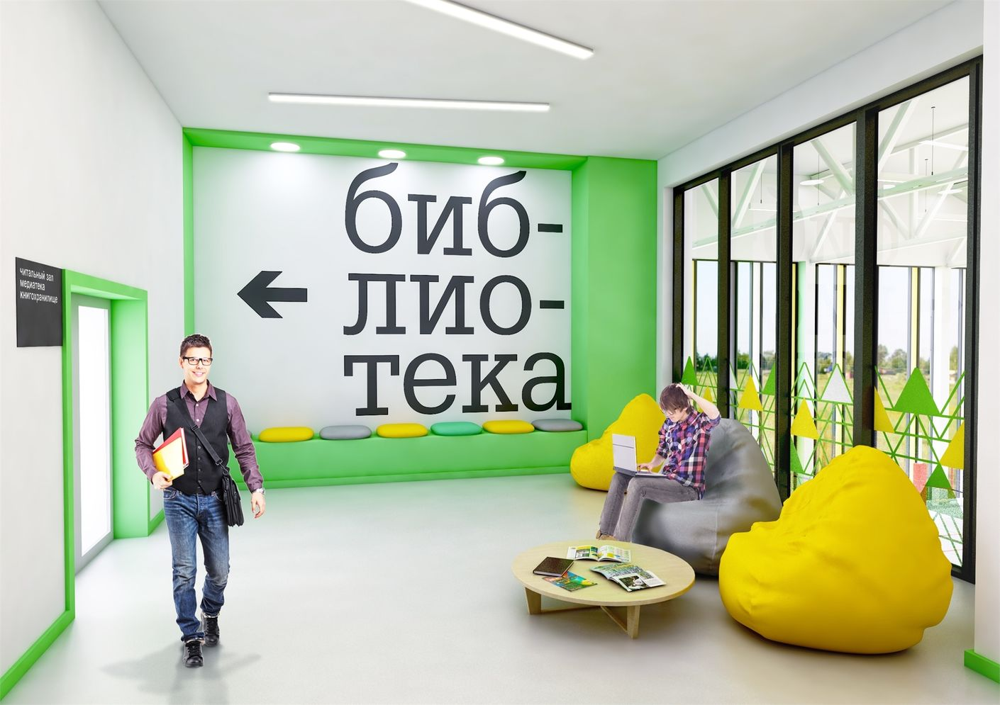 биб-
← лио-
тека
читальный зал
медиатека
книгохранилище